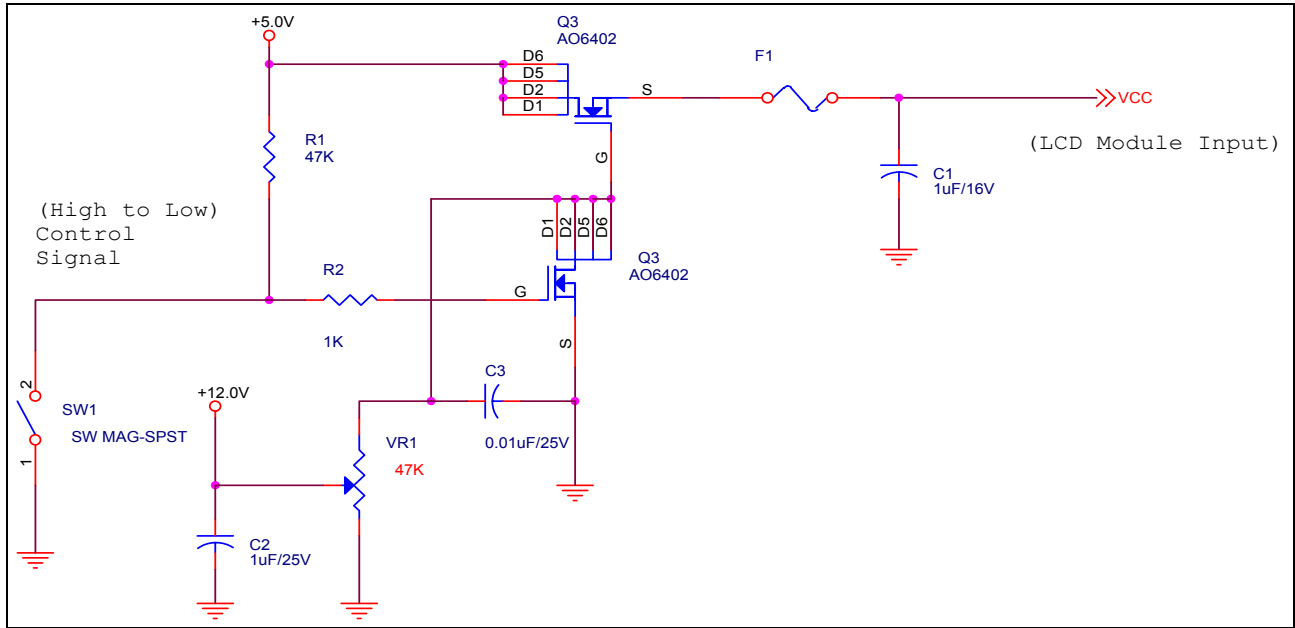 +5.0V
Q3
AO6402
D6
D5
D2
D1
S
G
F1
VCC
(LCD Module Input)
R1
47K
C1
1uF/16V
(High to Low)
Control
Signal
D1
D2
D5
D6
Q3
AO6402
R2
1K
G
S
C3
0.01uF/25V
2
1
SW1
SW MAG-SPST
+12.0V
VR1
47K
C2
1uF/25V